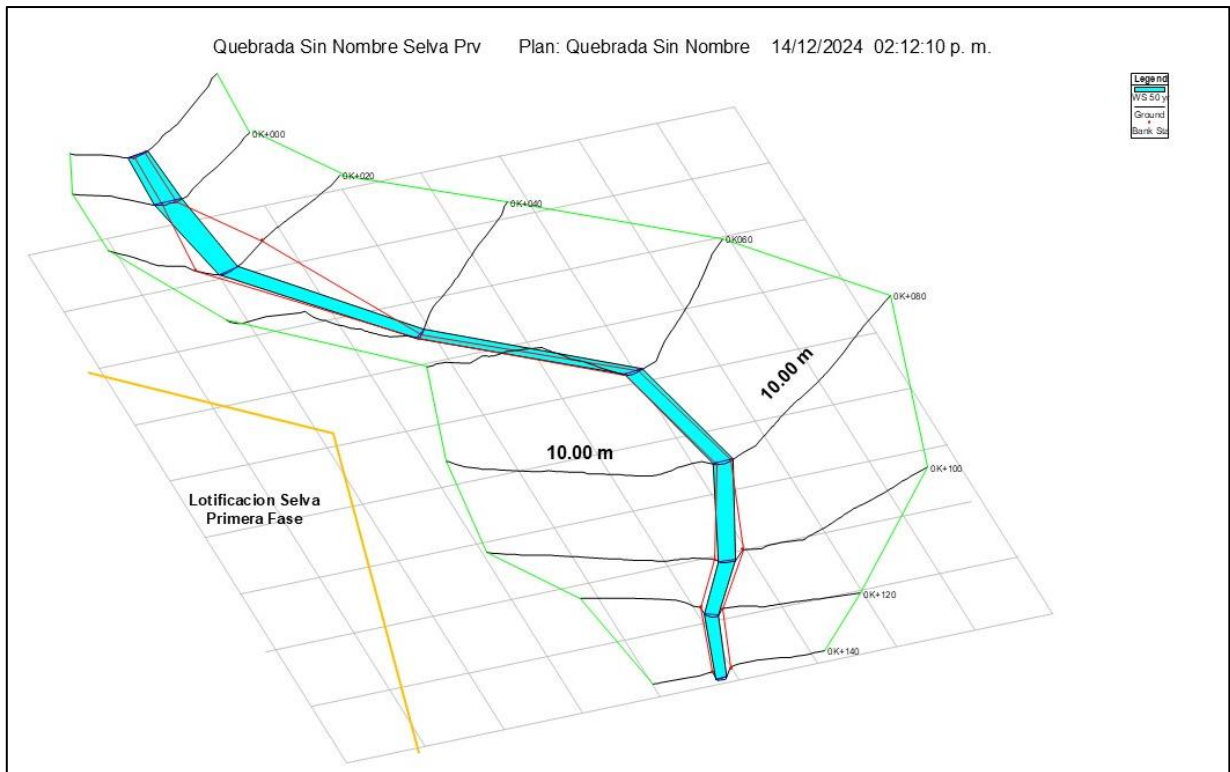 Quebrada Sin Nombre Selva Prv Plan: Quebrada Sin Nombre 14/12/2024 02:12:10 p. m.
Legend
WS 50 y
Ground
Bank Sta
0K+000
0K+020
0K+040
0K060
0K+080
10.00 m
10.00 m
0K+100
Lotificacion Selva
Primera Fase
0K+120
0K+140